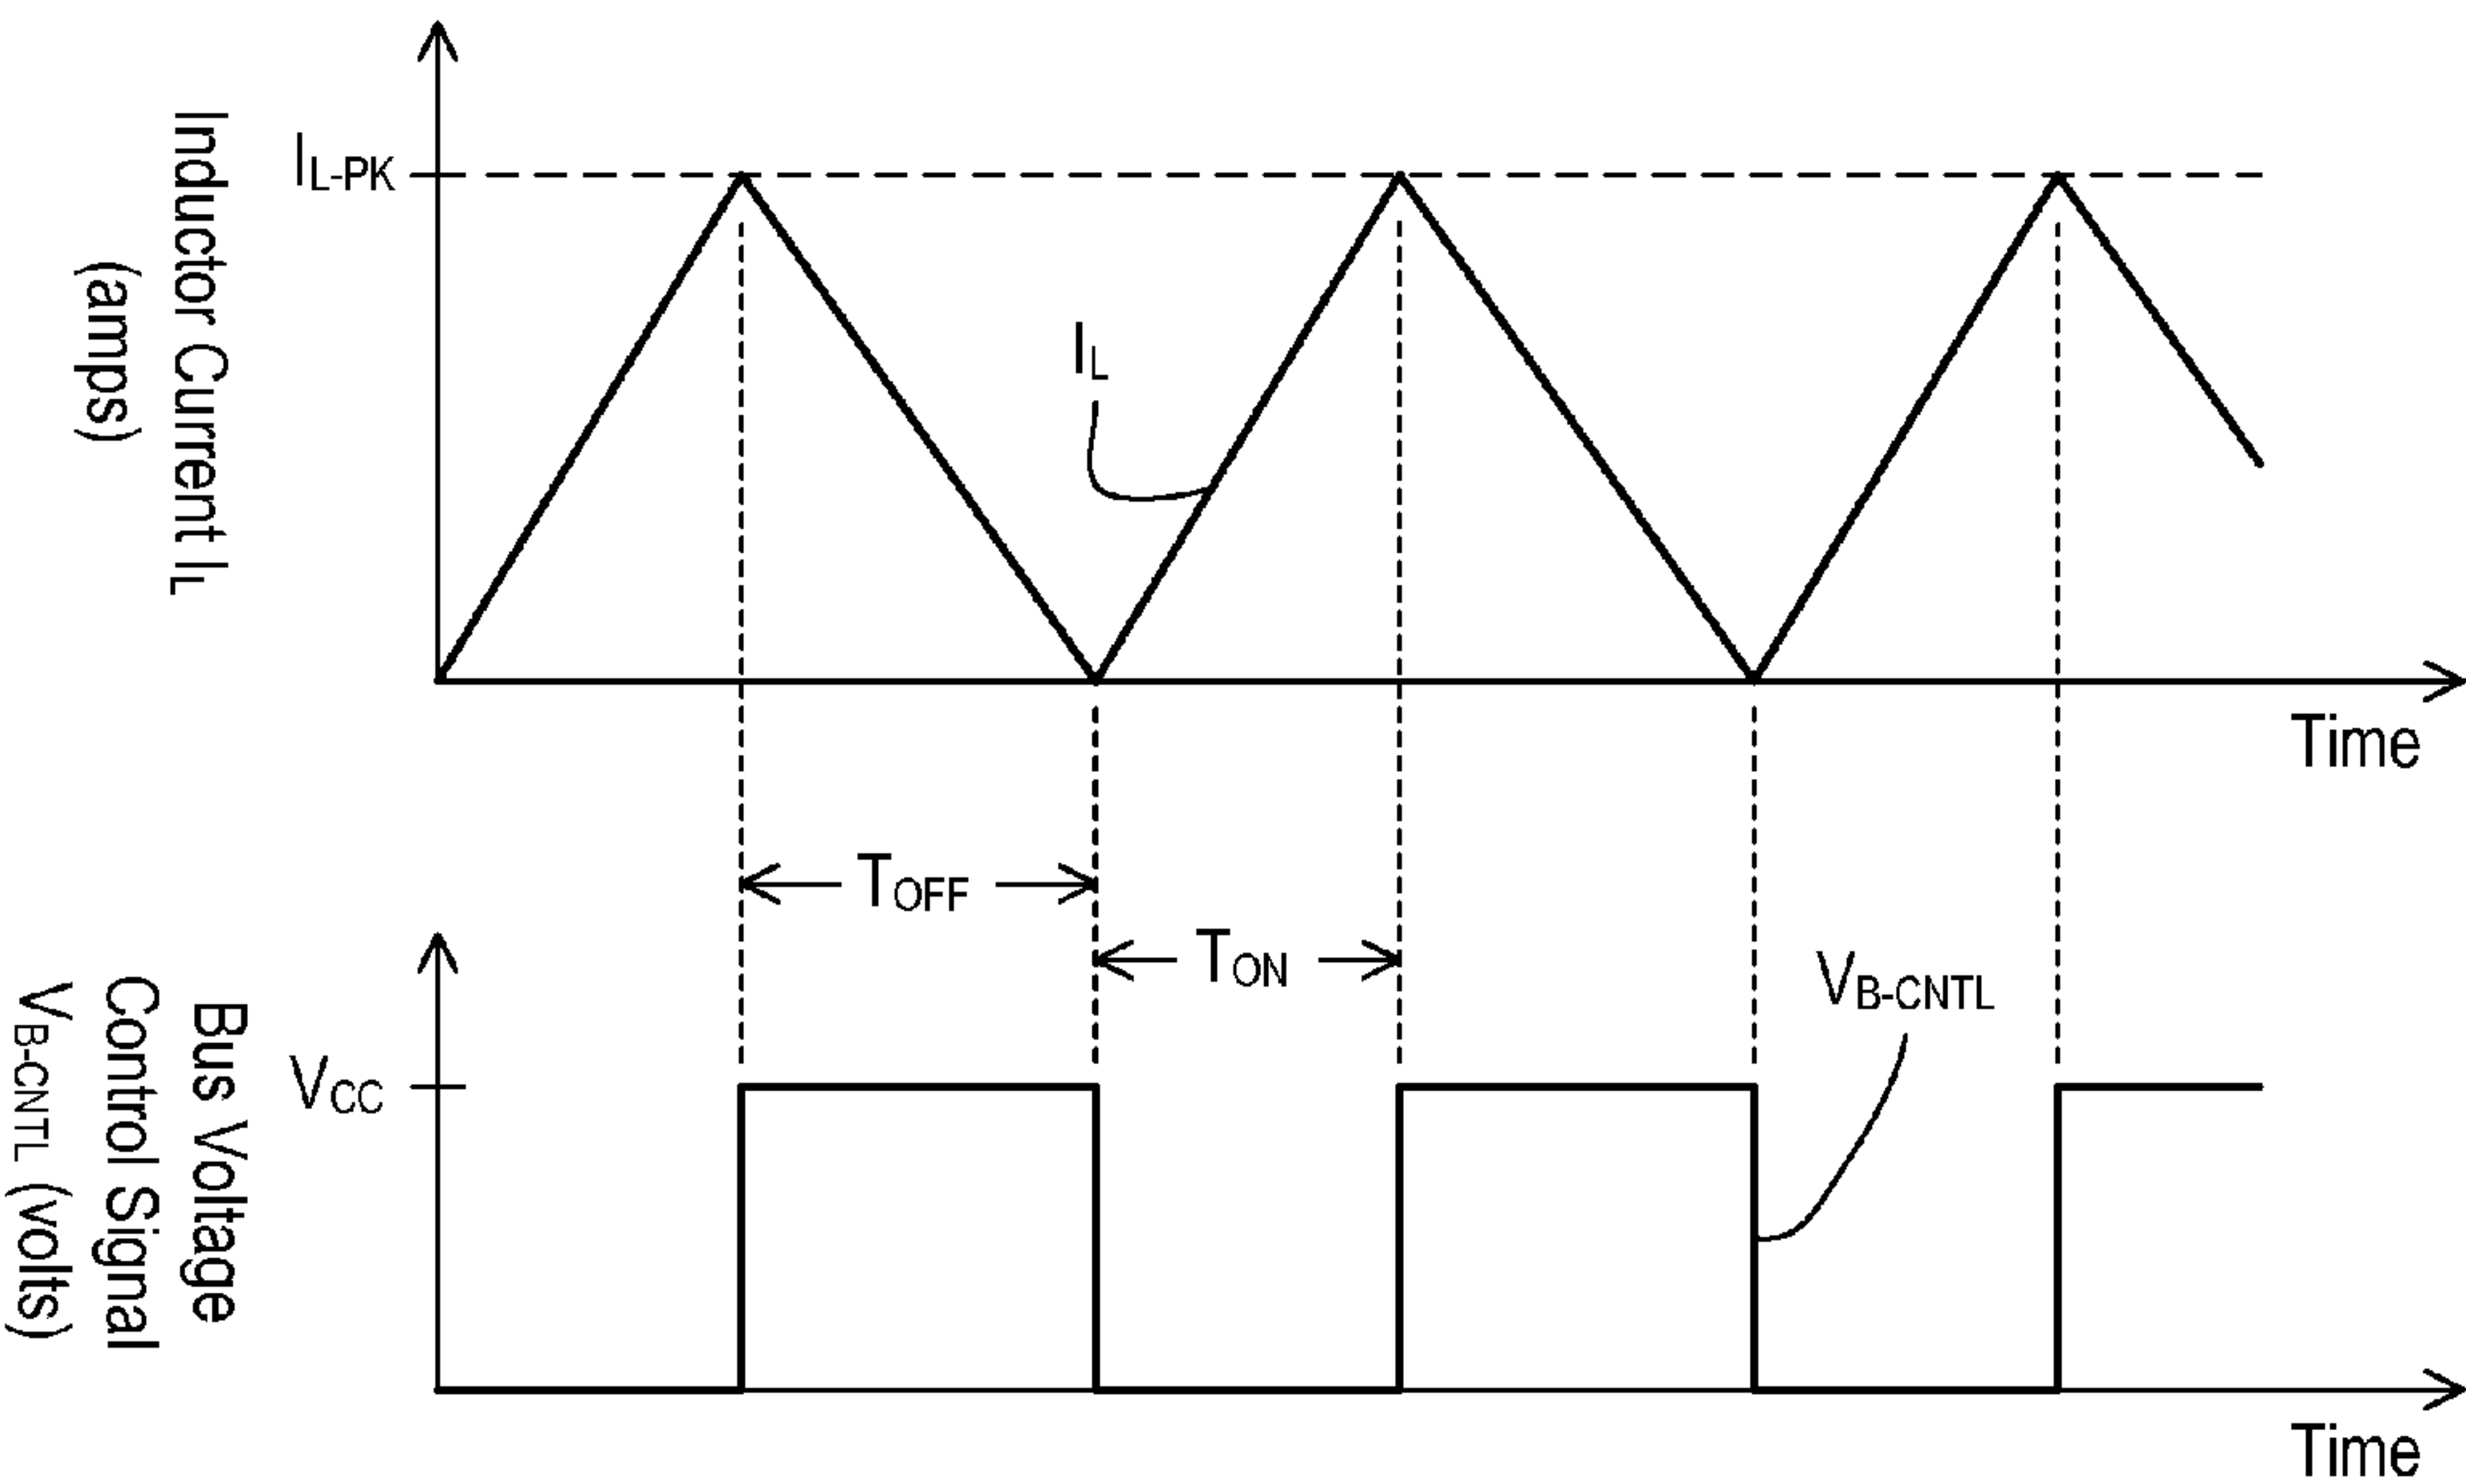 Inductor Current IL
(amps)
IL-PK
IL
Time
TOFF
TON
VB-CNTL
Bus Voltage
Control Signal
VB-CNTL (volts)
VCC
Time